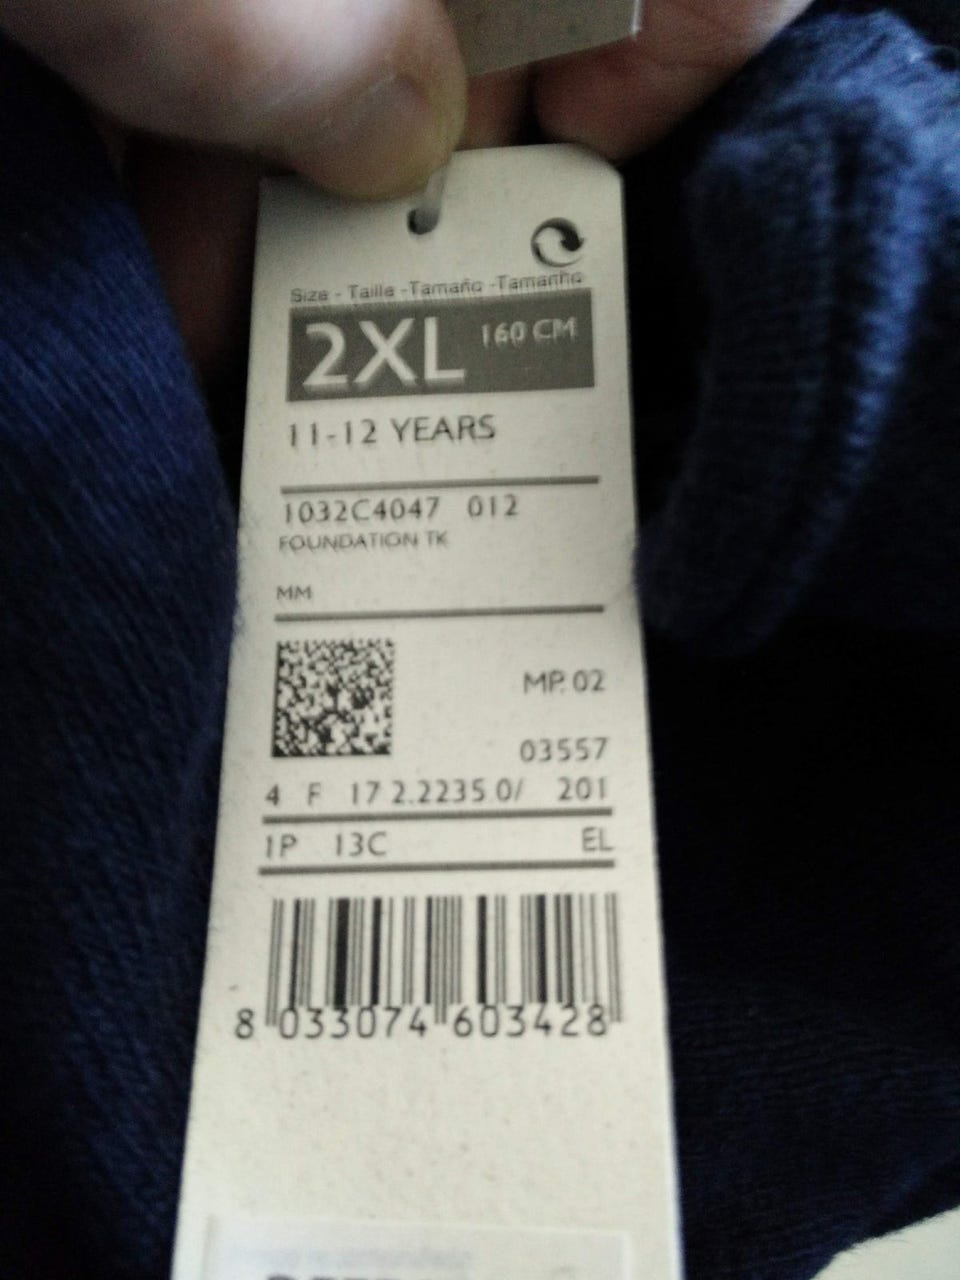 Size - Taille -Tamaño -Tamanho
2XL 160 CM
11-12 YEARS
1032C4047 012
FOUNDATION TK
MM
MP. 02
03557
4 F 17 2.2235 0/ 201
1P 13C EL
8 033074 603428